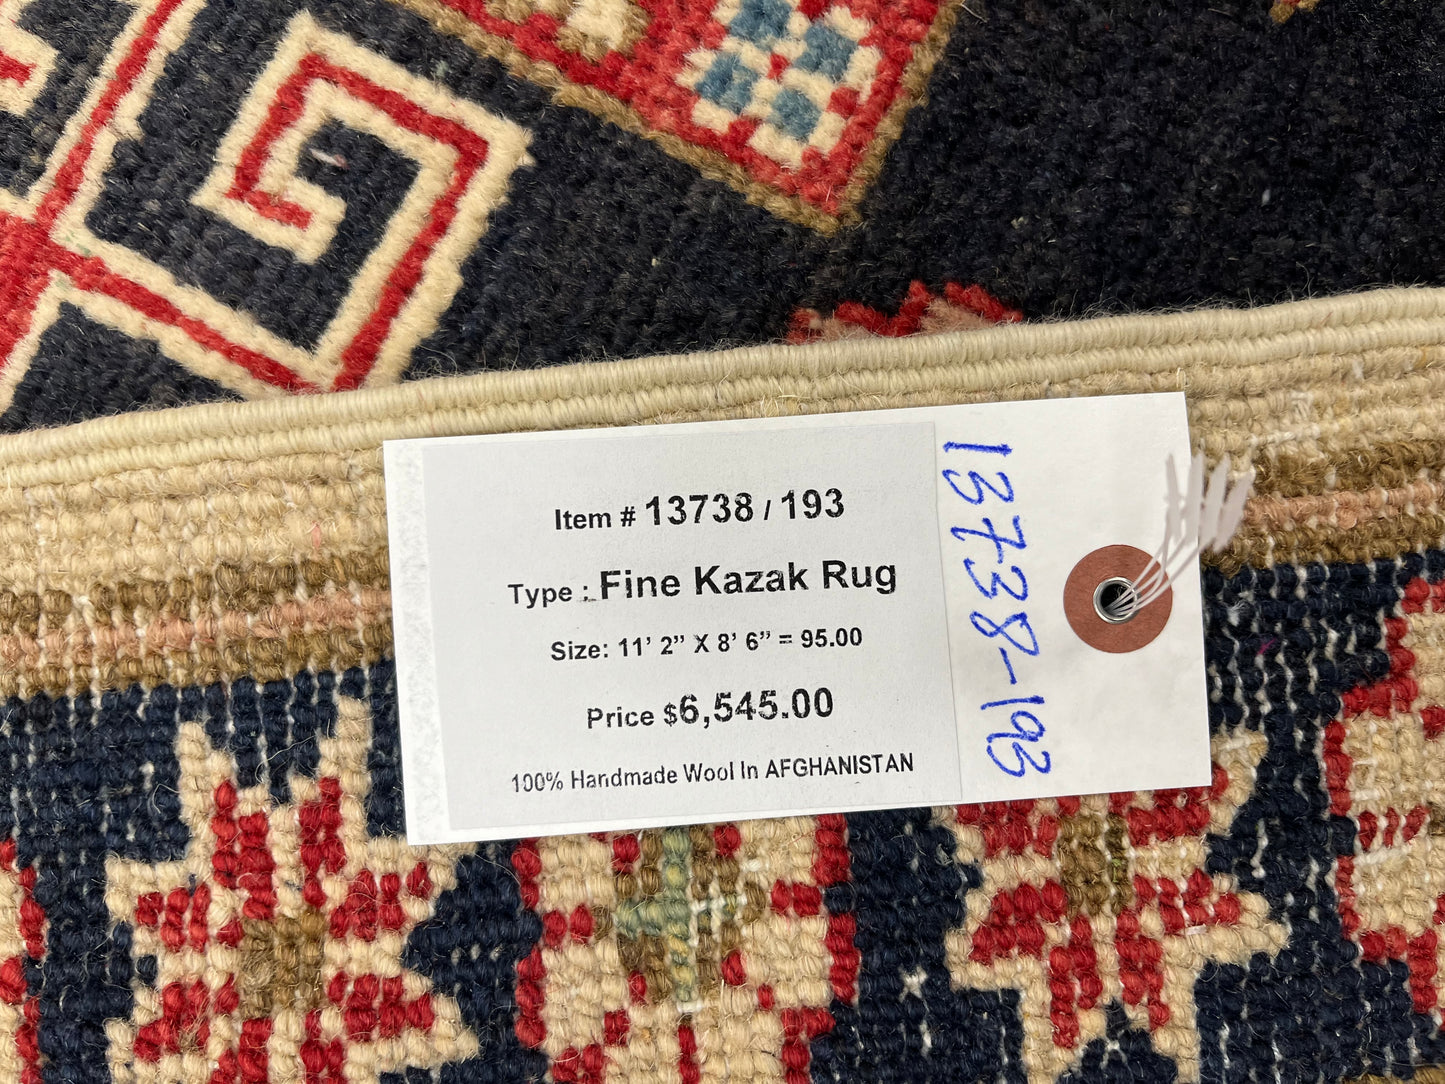 Item # 13738 / 193
Type : Fine Kazak Rug
Size: 11’ 2” X 8’ 6” = 95.00
Price $6,545.00
100% Handmade Wool In AFGHANISTAN
13738-193